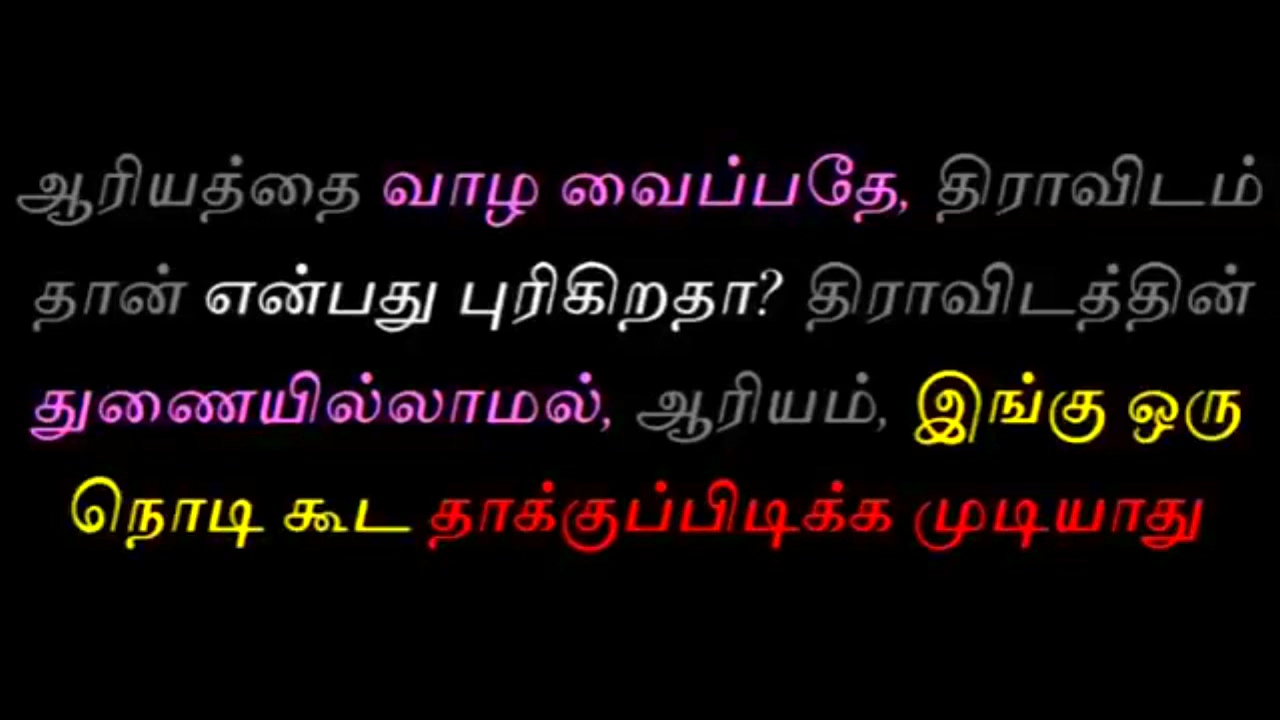 ஆரியத்தை வாழ வைப்பதே, திராவிடம்
தான் என்பது புரிகிறதா? திராவிடத்தின்
துணையில்லாமல், ஆரியம், இங்கு ஒரு
நொடி கூட தாக்குப்பிடிக்க முடியாது